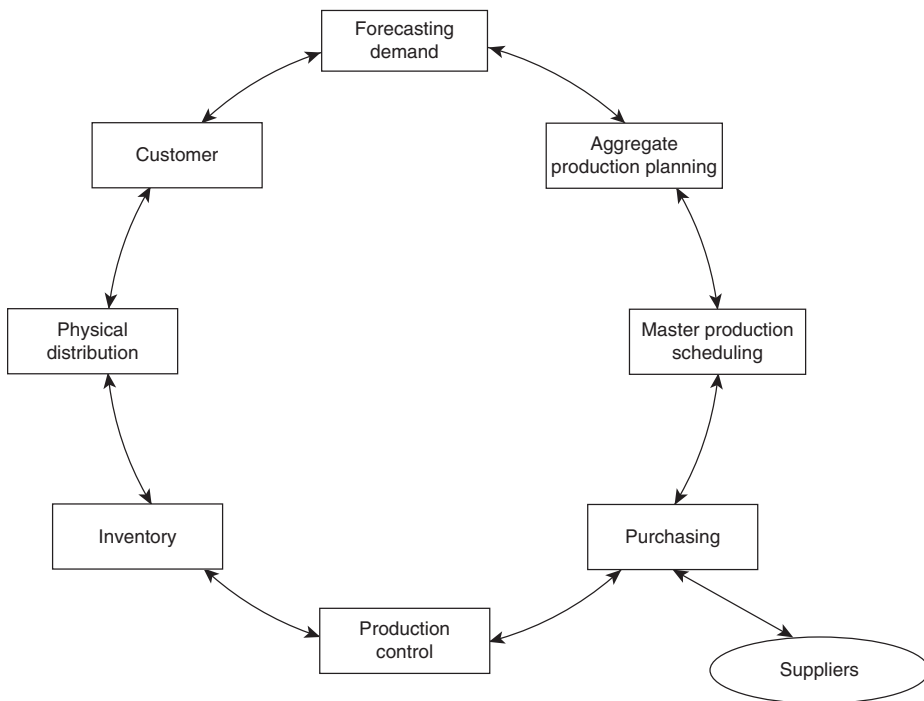 Forecasting
demand
Aggregate
production planning
Customer
Physical
distribution
Master production
scheduling
Inventory
Purchasing
Production
control
Suppliers